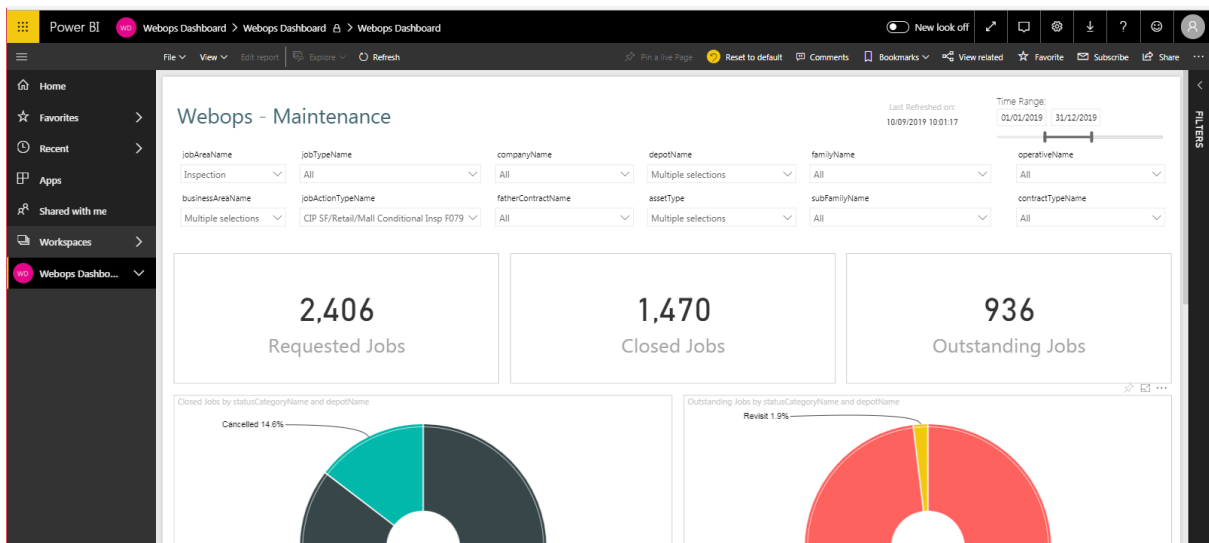 Power BI WD Webops Dashboard > Webops Dashboard > Webops Dashboard New look off ?
File View Edit report Explore Refresh Pin a live Page Reset to default Comments Bookmarks View related Favorite Subscribe Share ...
Home
Favorites
Recent
Apps
Shared with me
Workspaces
WD Webops Dashbo...
FILTERS
Webops - Maintenance
Last Refreshed on:
10/09/2019 10:01:17
Time Range:
01/01/2019 31/12/2019
jobAreaName jobTypeName companyName depotName familyName operativeName
Inspection All All Multiple selections All All
businessAreaName jobActionTypeName fatherContractName assetType subFamilyName contractTypeName
Multiple selections CIP SF/Retail/Mall Conditional Insp F079 All Multiple selections All All
2,406 1,470 936
Requested Jobs Closed Jobs Outstanding Jobs
Closed Jobs by statusCategoryName and depotName Outstanding Jobs by statusCategoryName and depotName
Cancelled 14.6% Revisit 1.9%